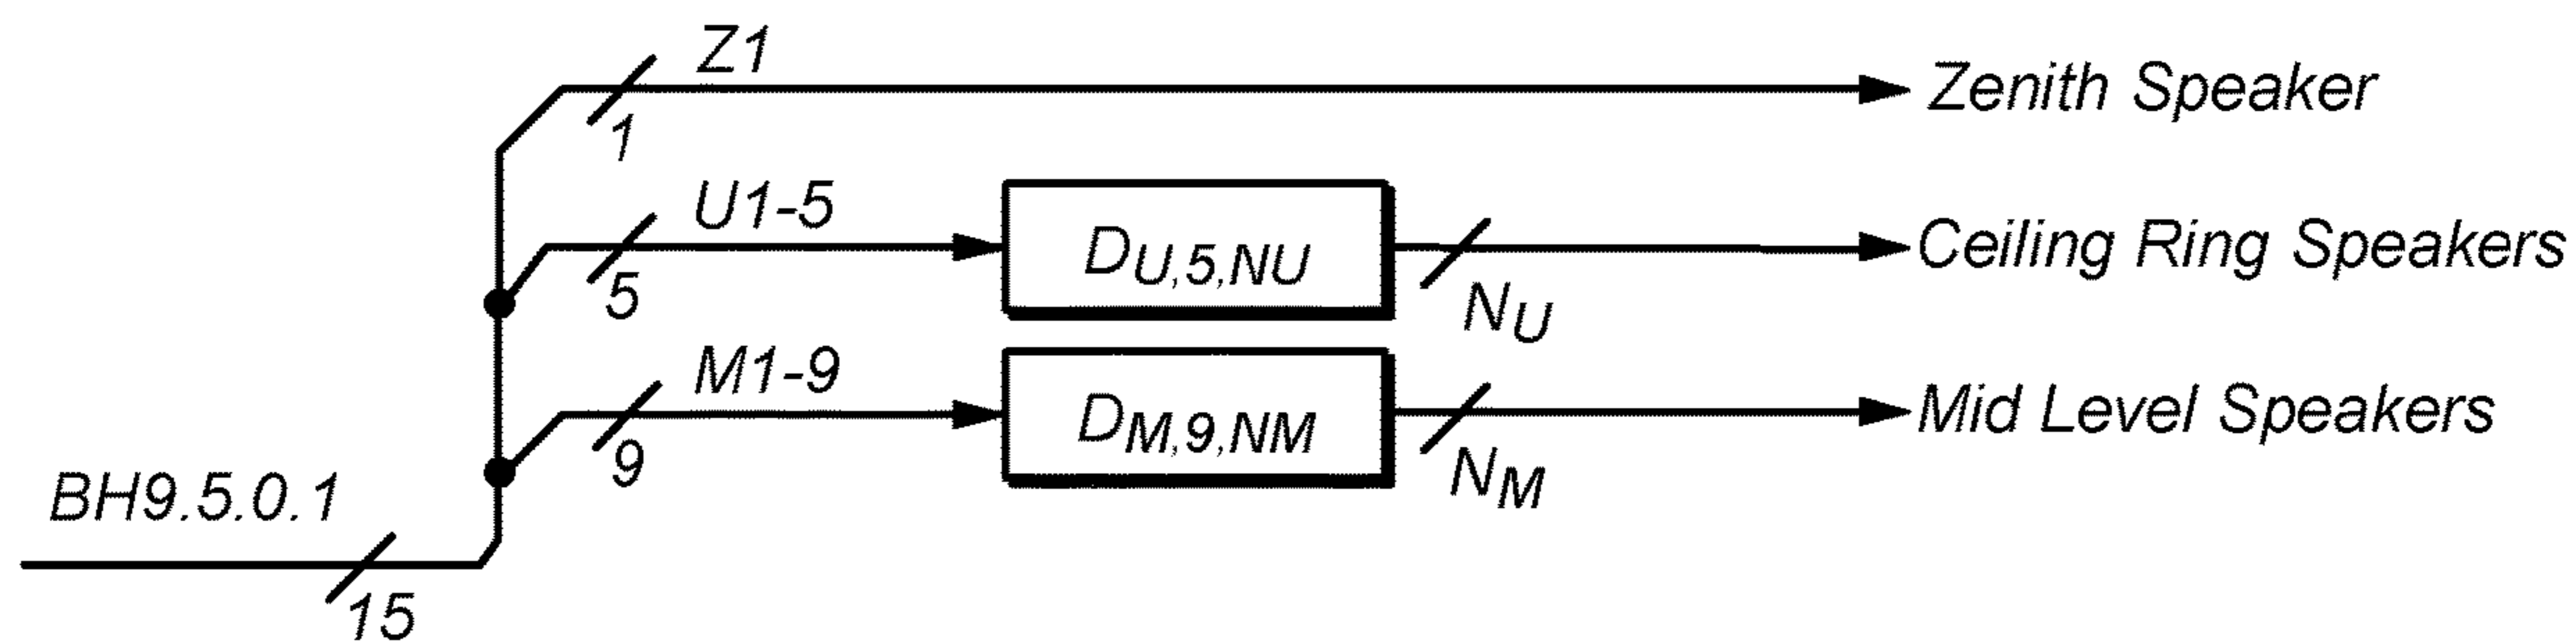 Z1
1
Zenith Speaker
U1-5
5
DU,5,NU
NU
Ceiling Ring Speakers
M1-9
9
DM,9,NM
NM
Mid Level Speakers
BH9.5.0.1
15